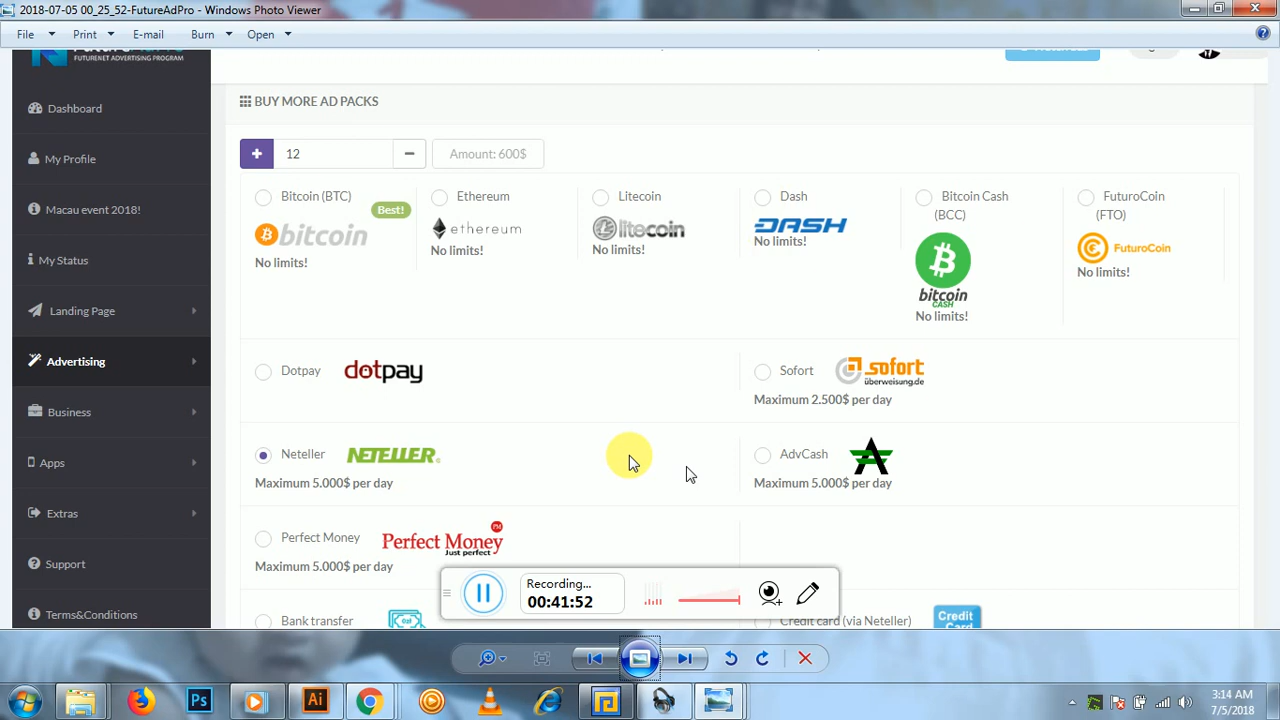 2018-07-05 00_25_52-FutureAdPro - Windows Photo Viewer
File Print E-mail Burn Open
FUTURENET ADVERTISING PROGRAM
Dashboard
My Profile
Macau event 2018!
My Status
Landing Page
Advertising
Business
Apps
Extras
Support
Terms&Conditions
BUY MORE AD PACKS
+ 12 − Amount: 600$
Bitcoin (BTC)
Best!
bitcoin
No limits!
Ethereum
ethereum
No limits!
Litecoin
litecoin
No limits!
Dash
DASH
No limits!
Bitcoin Cash
(BCC)
bitcoin
CASH
No limits!
FuturoCoin
(FTO)
FuturoCoin
No limits!
Dotpay dotpay
Sofort sofort
überweisung.de
Maximum 2.500$ per day
Neteller NETELLER
Maximum 5.000$ per day
AdvCash
Maximum 5.000$ per day
Perfect Money Perfect Money
PM
Just perfect
Maximum 5.000$ per day
Bank transfer
Credit card (via Neteller) Credit
Card
Recording...
00:41:52
Ps
Ai
3:14 AM
7/5/2018